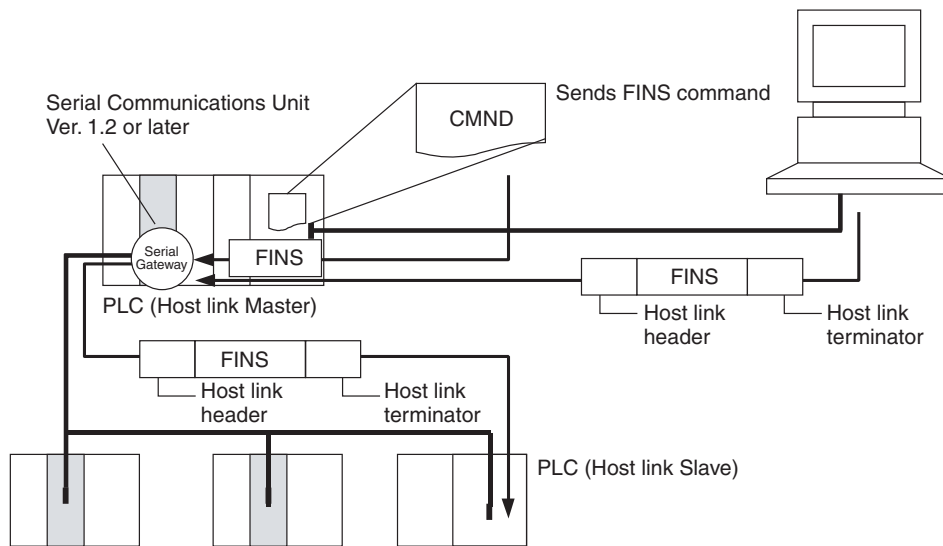 Serial Communications Unit
Ver. 1.2 or later
Sends FINS command
CMND
Serial
Gateway
FINS
PLC (Host link Master)
FINS
Host link
header
Host link
terminator
FINS
Host link
header
Host link
terminator
PLC (Host link Slave)